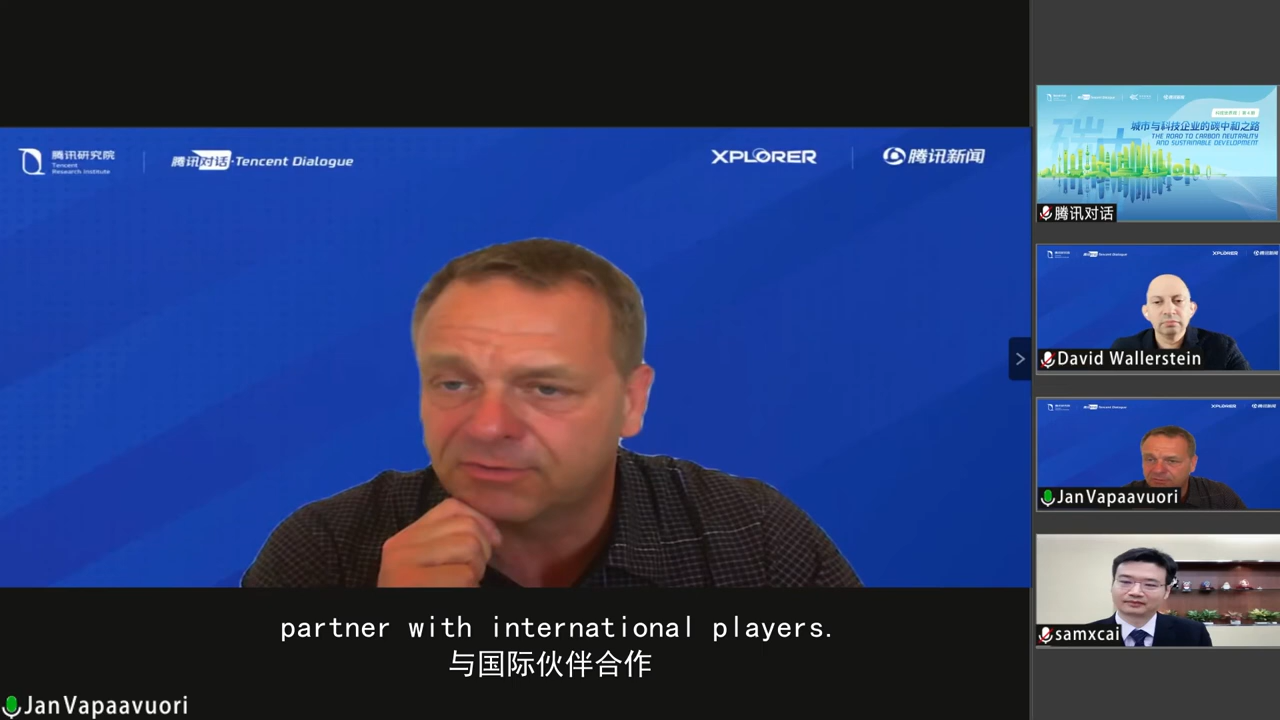 腾讯研究院
Tencent
Research Institute
腾讯对话·Tencent Dialogue
XPLORER
腾讯新闻
partner with international players.
与国际伙伴合作
JanVapaavuori
城市与科技企业的碳中和之路
THE ROAD TO CARBON NEUTRALITY
AND SUSTAINABLE DEVELOPMENT
腾讯对话
XPLORER
David Wallerstein
XPLORER
JanVapaavuori
samxcai